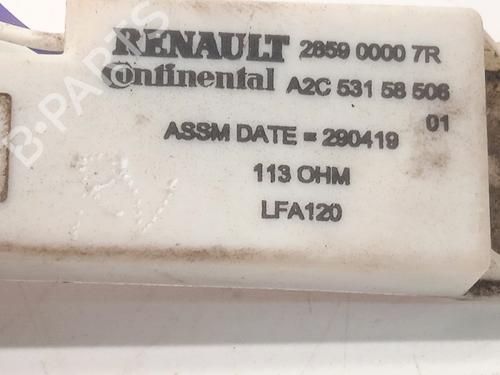 RENAULT 2859 0000 7R
Continental A2C 531 58 506
01
ASSM DATE = 290419
113 OHM
LFA120
B-PARTS